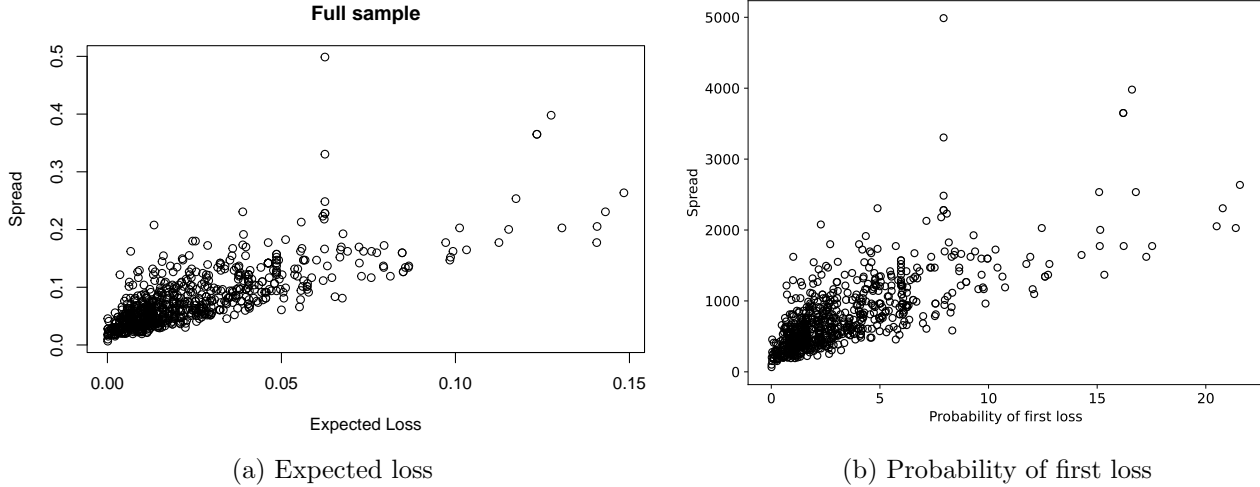 Full sample
0.5
0.4
0.3
0.2
0.1
0.0
Spread
0.00 0.05 0.10 0.15
Expected Loss
(a) Expected loss
5000
4000
3000
2000
1000
0
Spread
0 5 10 15 20
Probability of first loss
(b) Probability of first loss